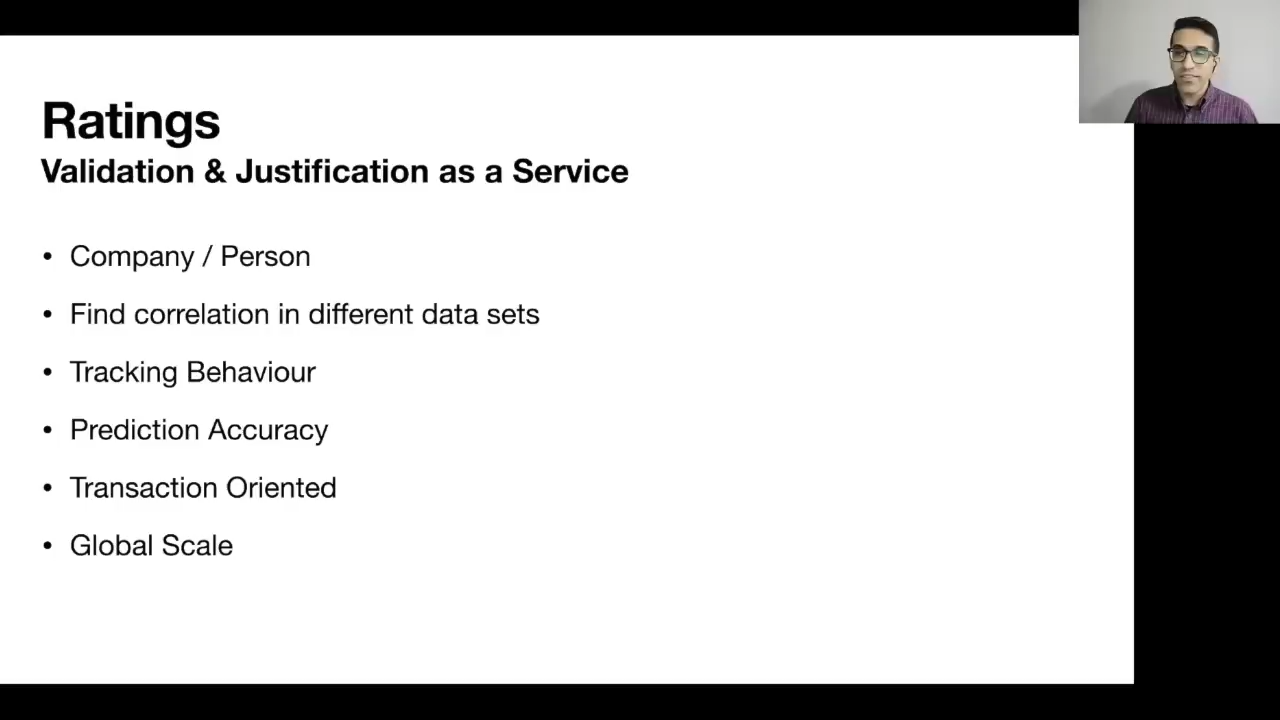 Ratings
Validation & Justification as a Service
• Company / Person
• Find correlation in different data sets
• Tracking Behaviour
• Prediction Accuracy
• Transaction Oriented
• Global Scale